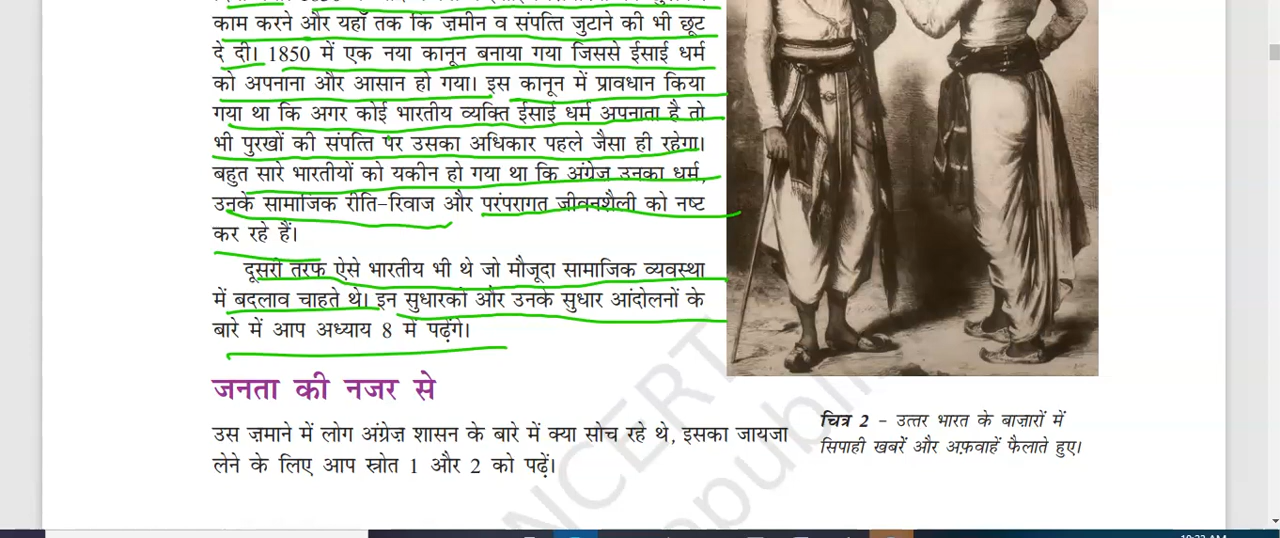 काम करने और यहाँ तक कि ज़मीन व संपत्ति जुटाने की भी छूट
दे दी। 1850 में एक नया कानून बनाया गया जिससे ईसाई धर्म
को अपनाना और आसान हो गया। इस कानून में प्रावधान किया
गया था कि अगर कोई भारतीय व्यक्ति ईसाई धर्म अपनाता है तो
भी पुरखों की संपत्ति पर उसका अधिकार पहले जैसा ही रहेगा।
बहुत सारे भारतीयों को यकीन हो गया था कि अंग्रेज़ उनका धर्म,
उनके सामाजिक रीति-रिवाज और परंपरागत जीवनशैली को नष्ट
कर रहे हैं।
दूसरी तरफ ऐसे भारतीय भी थे जो मौजूदा सामाजिक व्यवस्था
में बदलाव चाहते थे। इन सुधारकों और उनके सुधार आंदोलनों के
बारे में आप अध्याय 8 में पढ़ेंगे।
जनता की नजर से
उस ज़माने में लोग अंग्रेज़ शासन के बारे में क्या सोच रहे थे, इसका जायजा
लेने के लिए आप स्रोत 1 और 2 को पढ़ें।
चित्र 2 - उत्तर भारत के बाज़ारों में
सिपाही खबरें और अफ़वाहें फैलाते हुए।
NCERT
republi